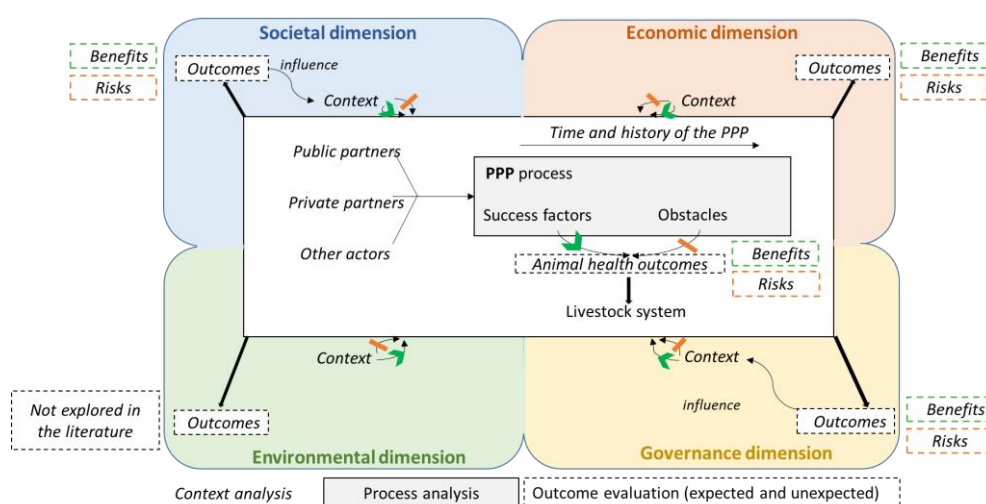 Societal dimension
Economic dimension
Benefits
Risks
Outcomes
influence
Context
Context
Outcomes
Benefits
Risks
Time and history of the PPP
Public partners
Private partners
Other actors
PPP process
Success factors
Obstacles
Animal health outcomes
Benefits
Risks
Livestock system
Context
Context
influence
Not explored in
the literature
Outcomes
Outcomes
Benefits
Risks
Environmental dimension
Governance dimension
Context analysis
Process analysis
Outcome evaluation (expected and unexpected)